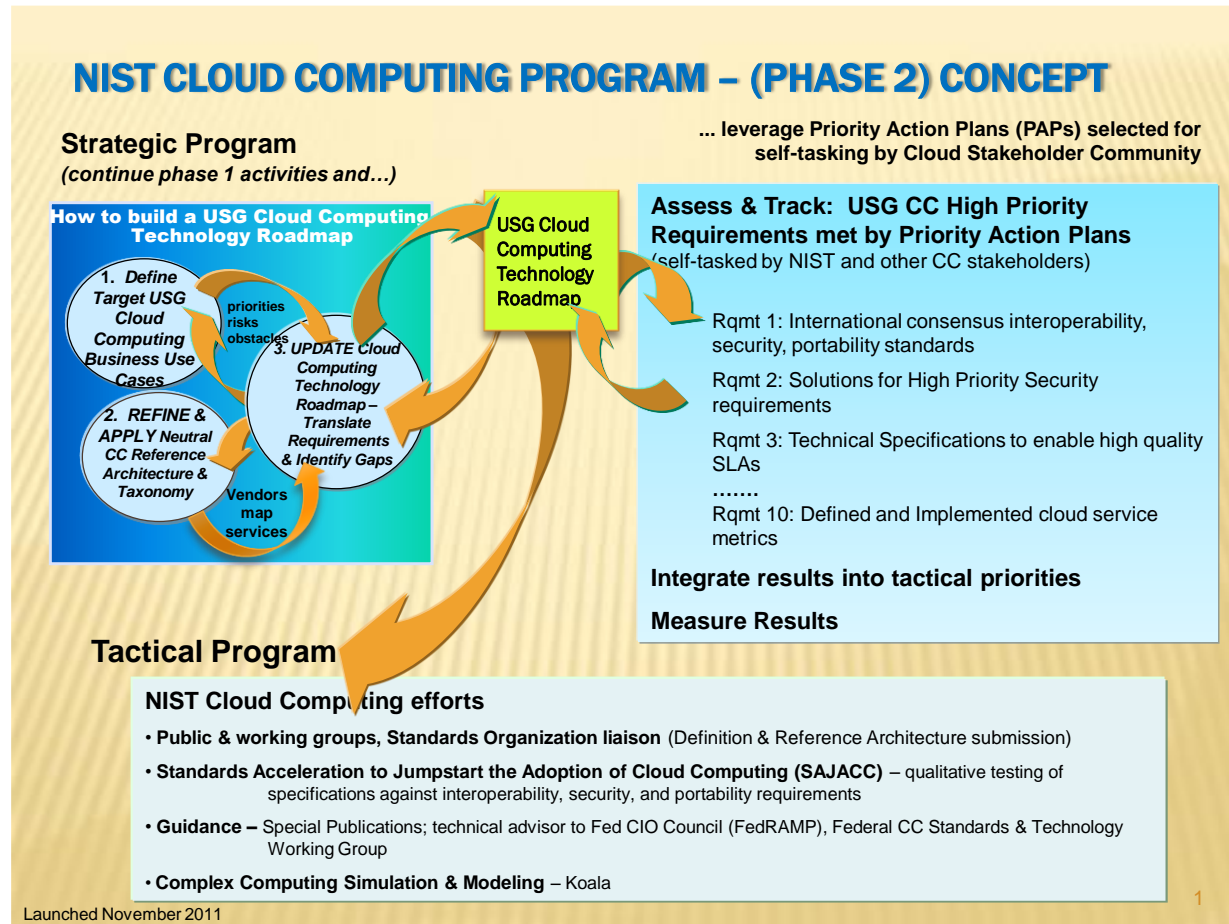 NIST CLOUD COMPUTING PROGRAM – (PHASE 2) CONCEPT
Strategic Program
(continue phase 1 activities and…)
... leverage Priority Action Plans (PAPs) selected for
self-tasking by Cloud Stakeholder Community
How to build a USG Cloud Computing
Technology Roadmap
1. Define
Target USG
Cloud
Computing
Business Use
Cases
priorities
risks
obstacles
2. REFINE &
APPLY Neutral
CC Reference
Architecture &
Taxonomy
3. UPDATE Cloud
Computing
Technology
Roadmap –
Translate
Requirements
& Identify Gaps
Vendors
map
services
USG Cloud
Computing
Technology
Roadmap
Assess & Track: USG CC High Priority
Requirements met by Priority Action Plans
(self-tasked by NIST and other CC stakeholders)
Rqmt 1: International consensus interoperability,
security, portability standards
Rqmt 2: Solutions for High Priority Security
requirements
Rqmt 3: Technical Specifications to enable high quality
SLAs
…….
Rqmt 10: Defined and Implemented cloud service
metrics
Integrate results into tactical priorities
Measure Results
Tactical Program
NIST Cloud Computing efforts
• Public & working groups, Standards Organization liaison (Definition & Reference Architecture submission)
• Standards Acceleration to Jumpstart the Adoption of Cloud Computing (SAJACC) – qualitative testing of
specifications against interoperability, security, and portability requirements
• Guidance – Special Publications; technical advisor to Fed CIO Council (FedRAMP), Federal CC Standards & Technology
Working Group
• Complex Computing Simulation & Modeling – Koala
Launched November 2011
1